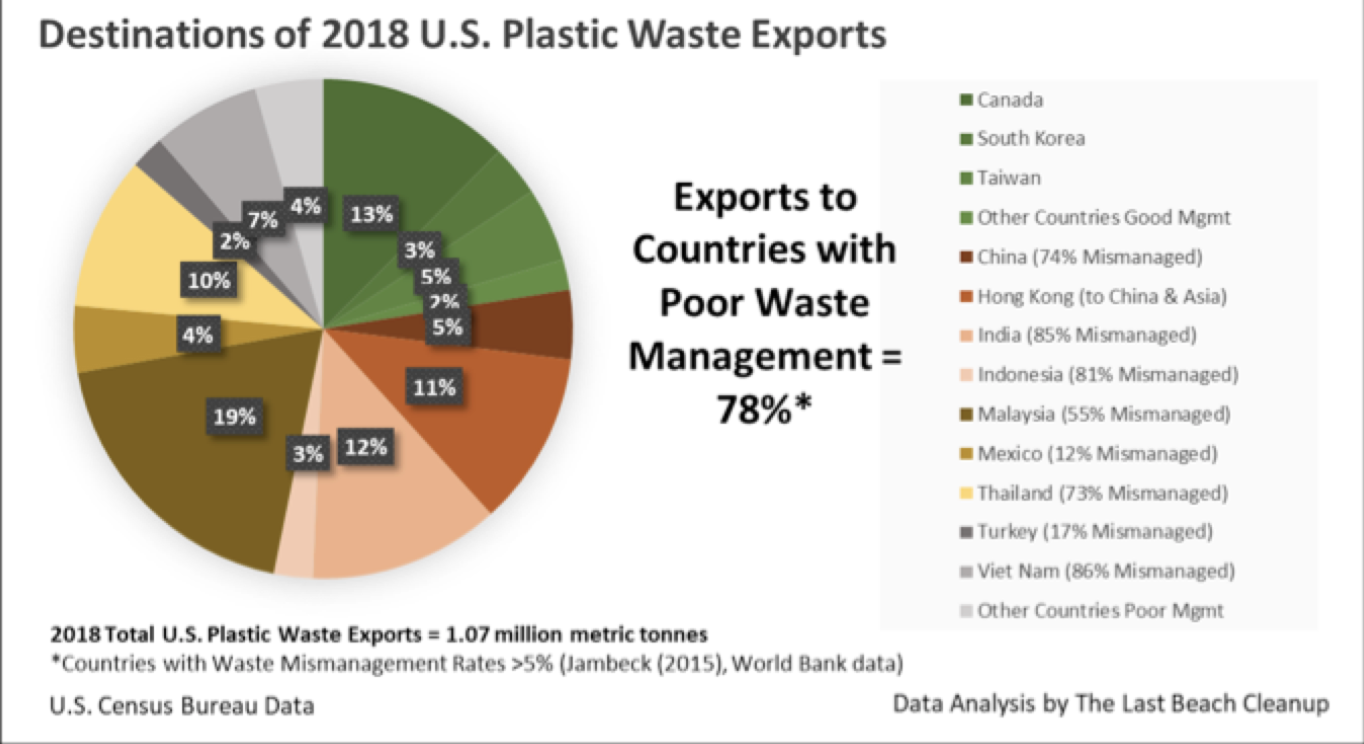 Destinations of 2018 U.S. Plastic Waste Exports
4%
13%
7%
2%
3%
10%
5%
2%
4%
5%
11%
19%
3%
12%
Exports to
Countries with
Poor Waste
Management =
78%*
Canada
South Korea
Taiwan
Other Countries Good Mgmt
China (74% Mismanaged)
Hong Kong (to China & Asia)
India (85% Mismanaged)
Indonesia (81% Mismanaged)
Malaysia (55% Mismanaged)
Mexico (12% Mismanaged)
Thailand (73% Mismanaged)
Turkey (17% Mismanaged)
Viet Nam (86% Mismanaged)
Other Countries Poor Mgmt
2018 Total U.S. Plastic Waste Exports = 1.07 million metric tonnes
*Countries with Waste Mismanagement Rates >5% (Jambeck (2015), World Bank data)
U.S. Census Bureau Data
Data Analysis by The Last Beach Cleanup